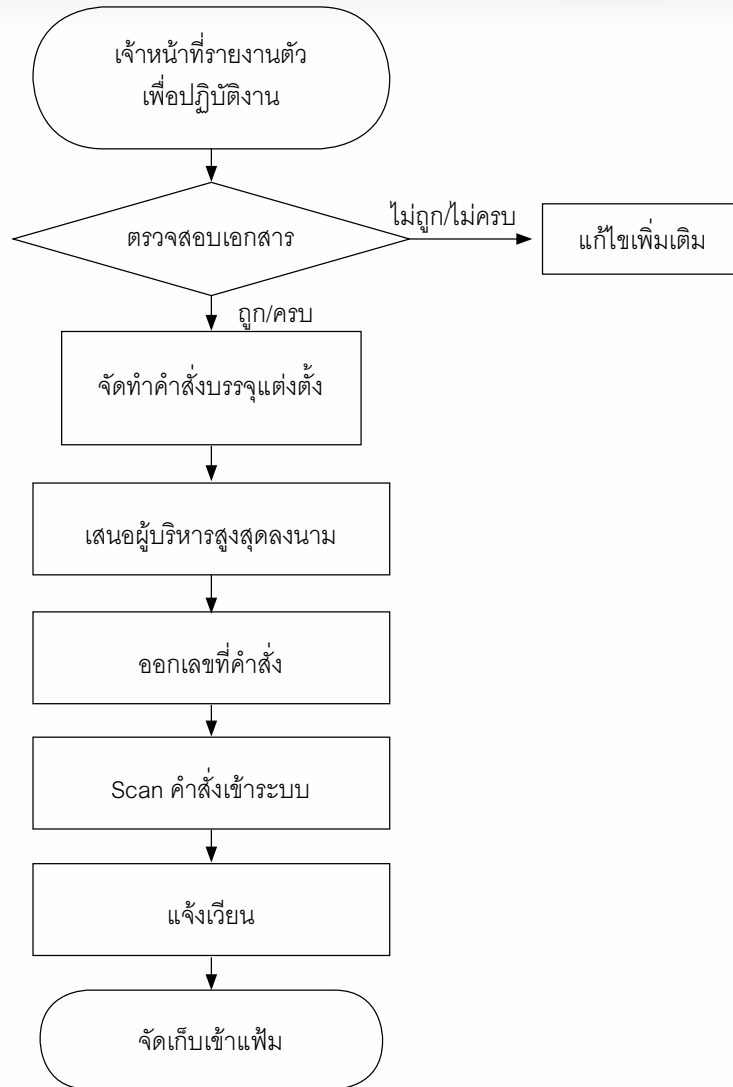 เจ้าหน้าที่รายงานตัว
เพื่อปฏิบัติงาน
ตรวจสอบเอกสาร
ไม่ถูก/ไม่ครบ
แก้ไขเพิ่มเติม
ถูก/ครบ
จัดทำคำสั่งบรรจุแต่งตั้ง
เสนอผู้บริหารสูงสุดลงนาม
ออกเลขที่คำสั่ง
Scan คำสั่งเข้าระบบ
แจ้งเวียน
จัดเก็บเข้าแฟ้ม